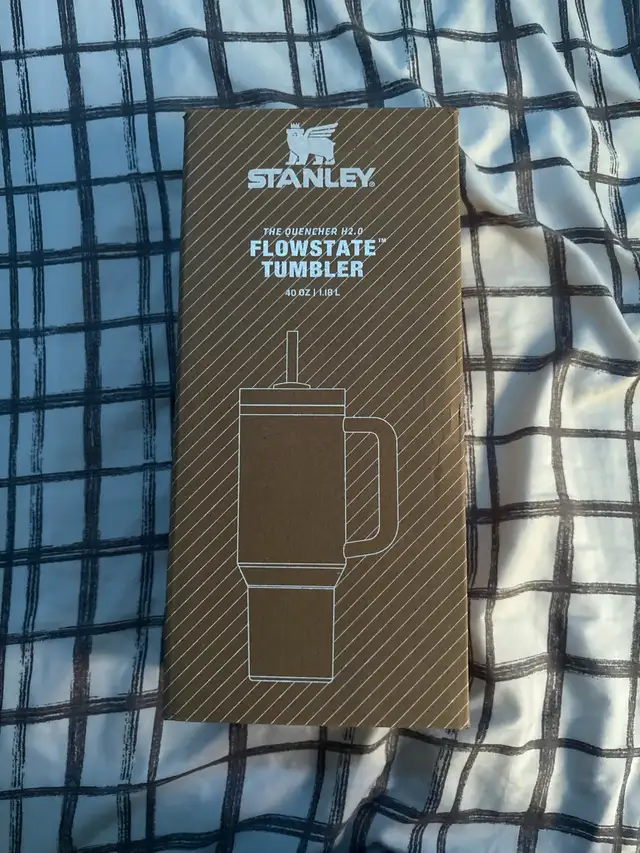 STANLEY®
THE QUENCHER H2.0
FLOWSTATE™
TUMBLER
40 OZ | 1.18 L